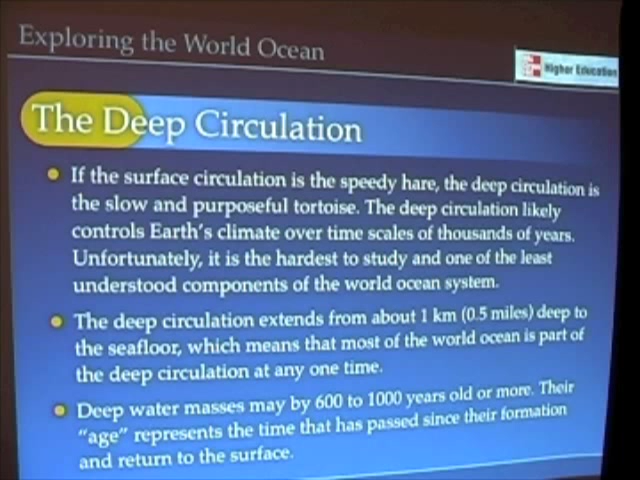 Exploring the World Ocean
Higher Education
The Deep Circulation
If the surface circulation is the speedy hare, the deep circulation is
the slow and purposeful tortoise. The deep circulation likely
controls Earth's climate over time scales of thousands of years.
Unfortunately, it is the hardest to study and one of the least
understood components of the world ocean system.
The deep circulation extends from about 1 km (0.5 miles) deep to
the seafloor, which means that most of the world ocean is part of
the deep circulation at any one time.
Deep water masses may by 600 to 1000 years old or more. Their
"age" represents the time that has passed since their formation
and return to the surface.